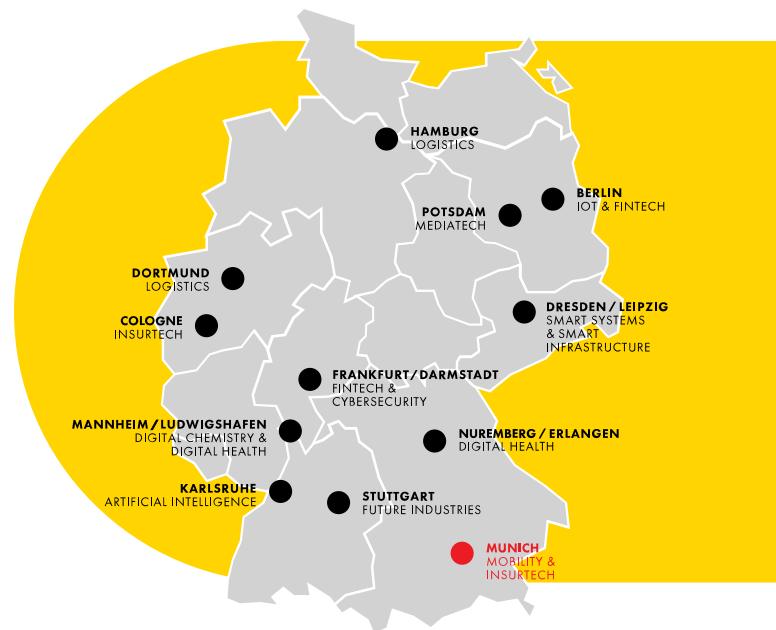 HAMBURG
LOGISTICS
BERLIN
IOT & FINTECH
POTSDAM
MEDIATECH
DORTMUND
LOGISTICS
COLOGNE
INSURTECH
DRESDEN / LEIPZIG
SMART SYSTEMS
& SMART
INFRASTRUCTURE
FRANKFURT/DARMSTADT
FINTECH &
CYBERSECURITY
MANNHEIM/LUDWIGSHAFEN
DIGITAL CHEMISTRY &
DIGITAL HEALTH
NUREMBERG / ERLANGEN
DIGITAL HEALTH
KARLSRUHE
ARTIFICIAL INTELLIGENCE
STUTTGART
FUTURE INDUSTRIES
MUNICH
MOBILITY &
INSURTECH